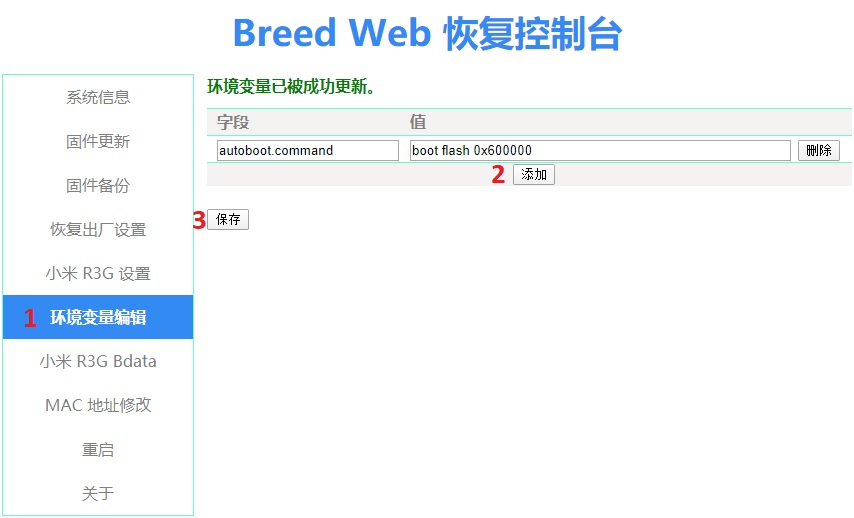 Breed Web 恢复控制台
系统信息
固件更新
固件备份
恢复出厂设置
小米 R3G 设置
1 环境变量编辑
小米 R3G Bdata
MAC 地址修改
重启
关于
环境变量已被成功更新。
字段 值
autoboot.command boot flash 0x600000 删除
2 添加
3 保存